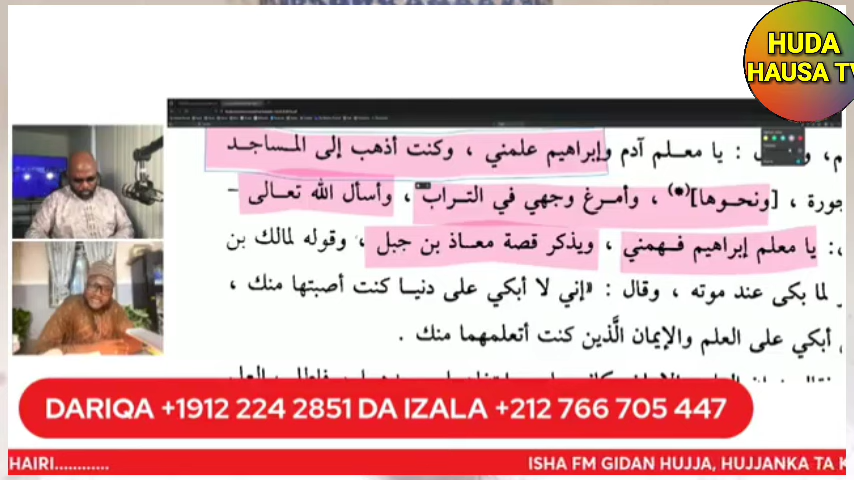 HUDA
HAUSA TV
: يا معلم آدم وإبراهيم علمني ، وكنت أذهب إلى المساجد
جورة ، [ونحوها](●) ، وأمرغ وجهي في التراب ، وأسأل الله تعالى
: يا معلم إبراهيم فهمني ، ويذكر قصة معاذ بن جبل ، وقوله لمالك بن
لما بكى عند موته ، وقال : «إني لا أبكي على دنيا كنت أصبتها منك ،
أبكي على العلم والإيمان الَّذين كنت أتعلمهما منك .
DARIQA +1912 224 2851 DA IZALA +212 766 705 447
HAIRI............ ISHA FM GIDAN HUJJA, HUJJANKA TA K